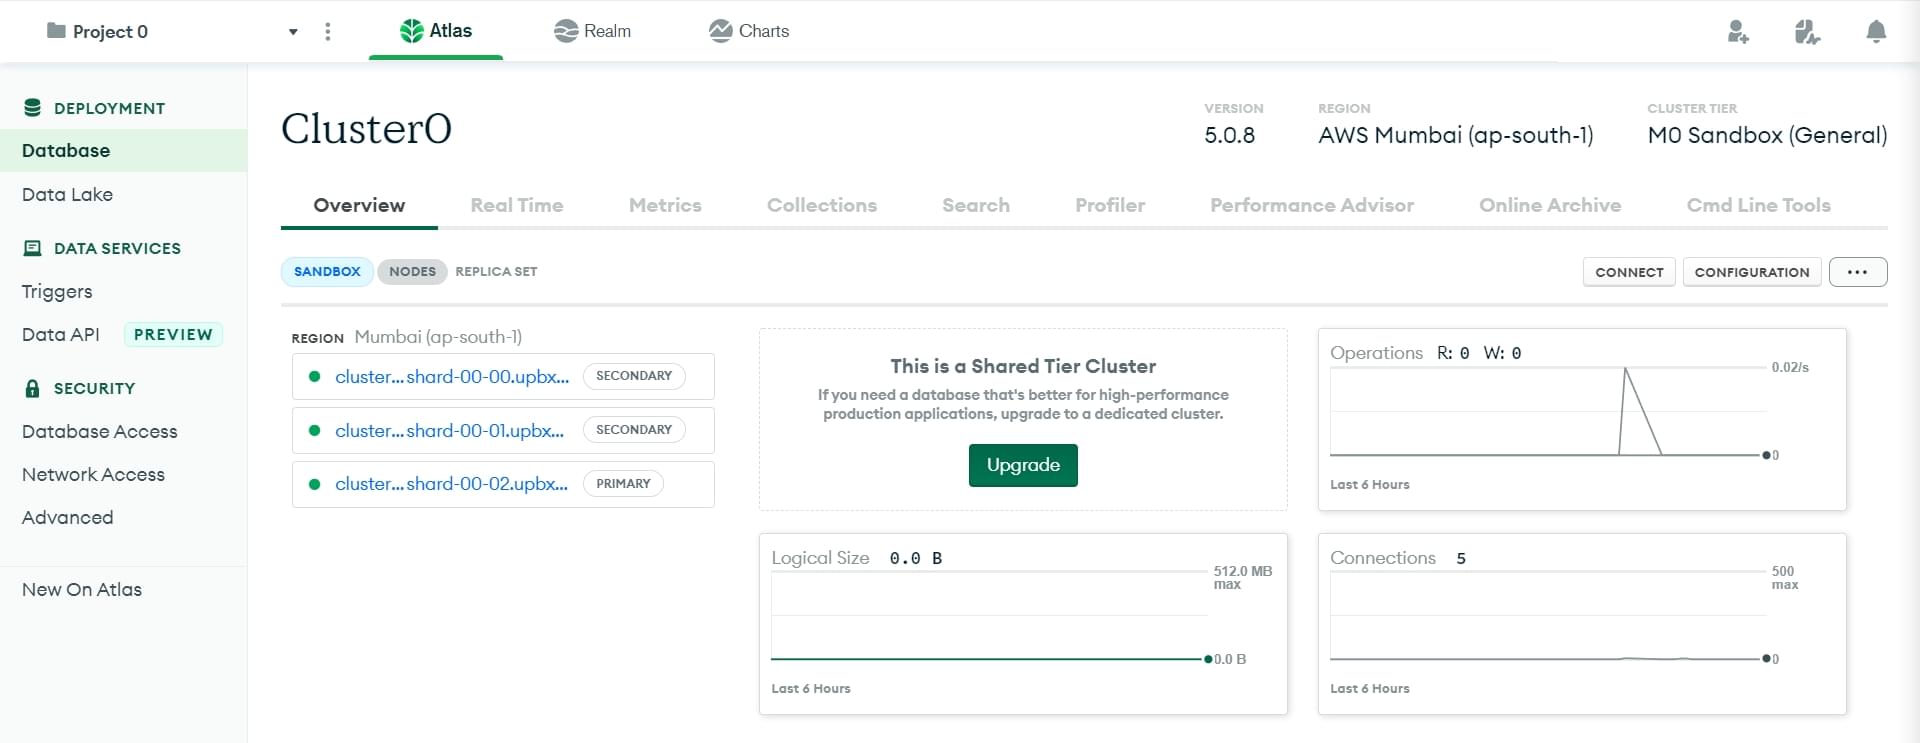 Project 0
Atlas
Realm
Charts
DEPLOYMENT
Database
Data Lake
DATA SERVICES
Triggers
Data API PREVIEW
SECURITY
Database Access
Network Access
Advanced
New On Atlas
Cluster0
VERSION
5.0.8
REGION
AWS Mumbai (ap-south-1)
CLUSTER TIER
M0 Sandbox (General)
Overview Real Time Metrics Collections Search Profiler Performance Advisor Online Archive Cmd Line Tools
SANDBOX NODES REPLICA SET
CONNECT CONFIGURATION ...
REGION Mumbai (ap-south-1)
cluster... shard-00-00.upbx... SECONDARY
cluster... shard-00-01.upbx... SECONDARY
cluster... shard-00-02.upbx... PRIMARY
This is a Shared Tier Cluster
If you need a database that's better for high-performance
production applications, upgrade to a dedicated cluster.
Upgrade
Operations R: 0 W: 0
0.02/s
0
Last 6 Hours
Logical Size 0.0 B
512.0 MB
max
0.0 B
Last 6 Hours
Connections 5
500
max
0
Last 6 Hours